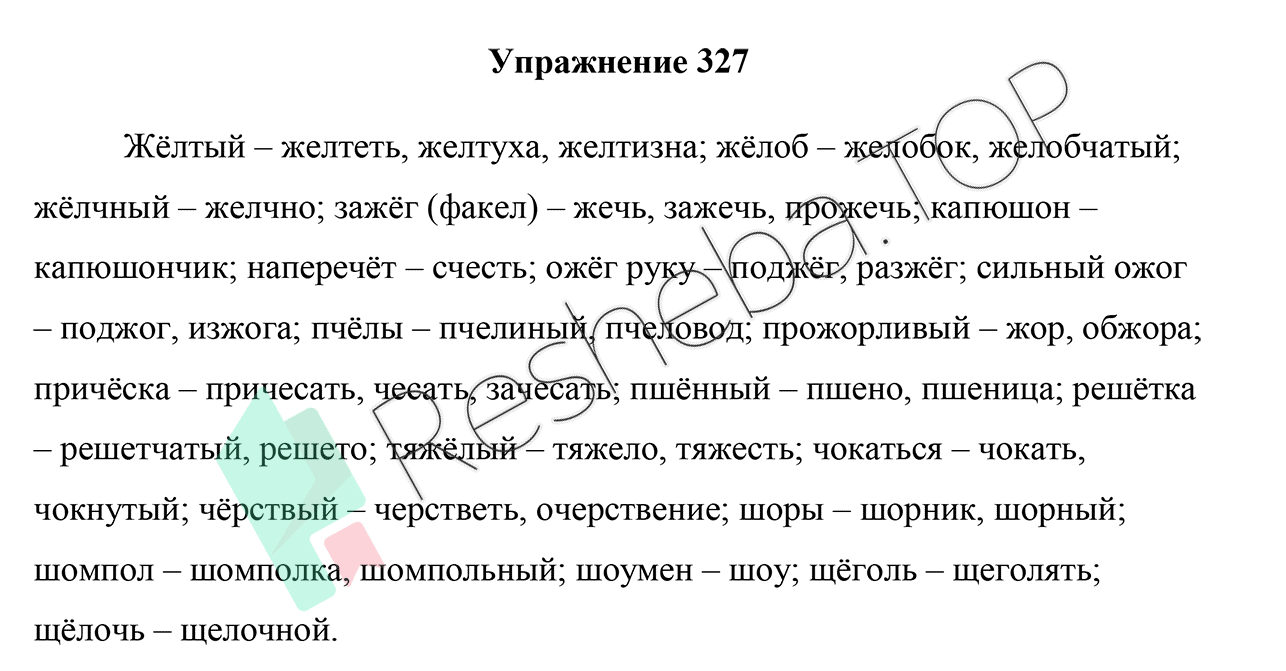 Упражнение 327
Жёлтый – желтеть, желтуха, желтизна; жёлоб – желобок, желобчатый;
жёлчный – желчно; зажёг (факел) – жечь, зажечь, прожечь; капюшон –
капюшончик; наперечёт – счесть; ожёг руку – поджёг, разжёг; сильный ожог
– поджог, изжога; пчёлы – пчелиный, пчеловод; прожорливый – жор, обжора;
причёска – причесать, чесать, зачесать; пшённый – пшено, пшеница; решётка
– решетчатый, решето; тяжёлый – тяжело, тяжесть; чокаться – чокать,
чокнутый; чёрствый – черстветь, очерствение; шоры – шорник, шорный;
шомпол – шомполка, шомпольный; шоумен – шоу; щёголь – щеголять;
щёлочь – щелочной.
Resheba.TOP